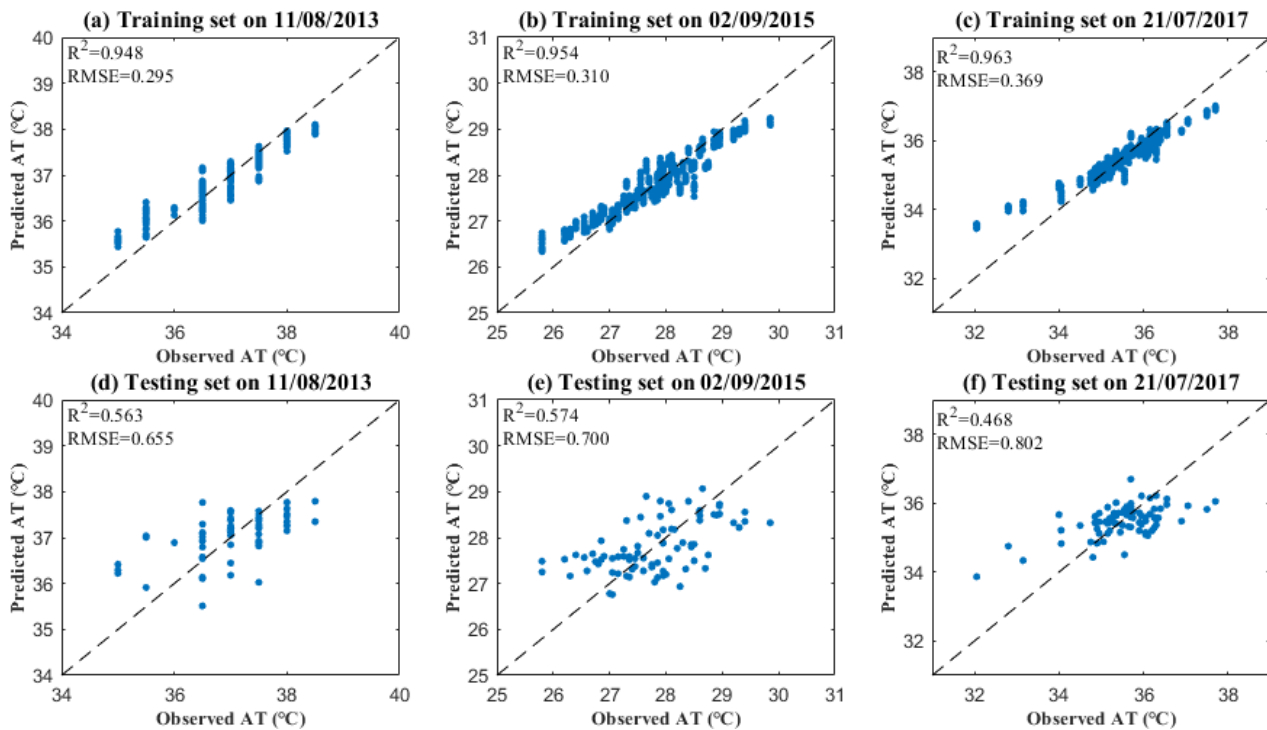 (a) Training set on 11/08/2013
R²=0.948
RMSE=0.295
40
39
38
37
36
35
34
Predicted AT (°C)
34
36
38
40
Observed AT (°C)
(b) Training set on 02/09/2015
R²=0.954
RMSE=0.310
31
30
29
28
27
26
25
Predicted AT (°C)
25
26
27
28
29
30
31
Observed AT (°C)
(c) Training set on 21/07/2017
R²=0.963
RMSE=0.369
38
36
34
32
Predicted AT (°C)
32
34
36
38
Observed AT (°C)
(d) Testing set on 11/08/2013
R²=0.563
RMSE=0.655
40
39
38
37
36
35
34
Predicted AT (°C)
34
36
38
40
Observed AT (°C)
(e) Testing set on 02/09/2015
R²=0.574
RMSE=0.700
31
30
29
28
27
26
25
Predicted AT (°C)
25
26
27
28
29
30
31
Observed AT (°C)
(f) Testing set on 21/07/2017
R²=0.468
RMSE=0.802
38
36
34
32
Predicted AT (°C)
32
34
36
38
Observed AT (°C)